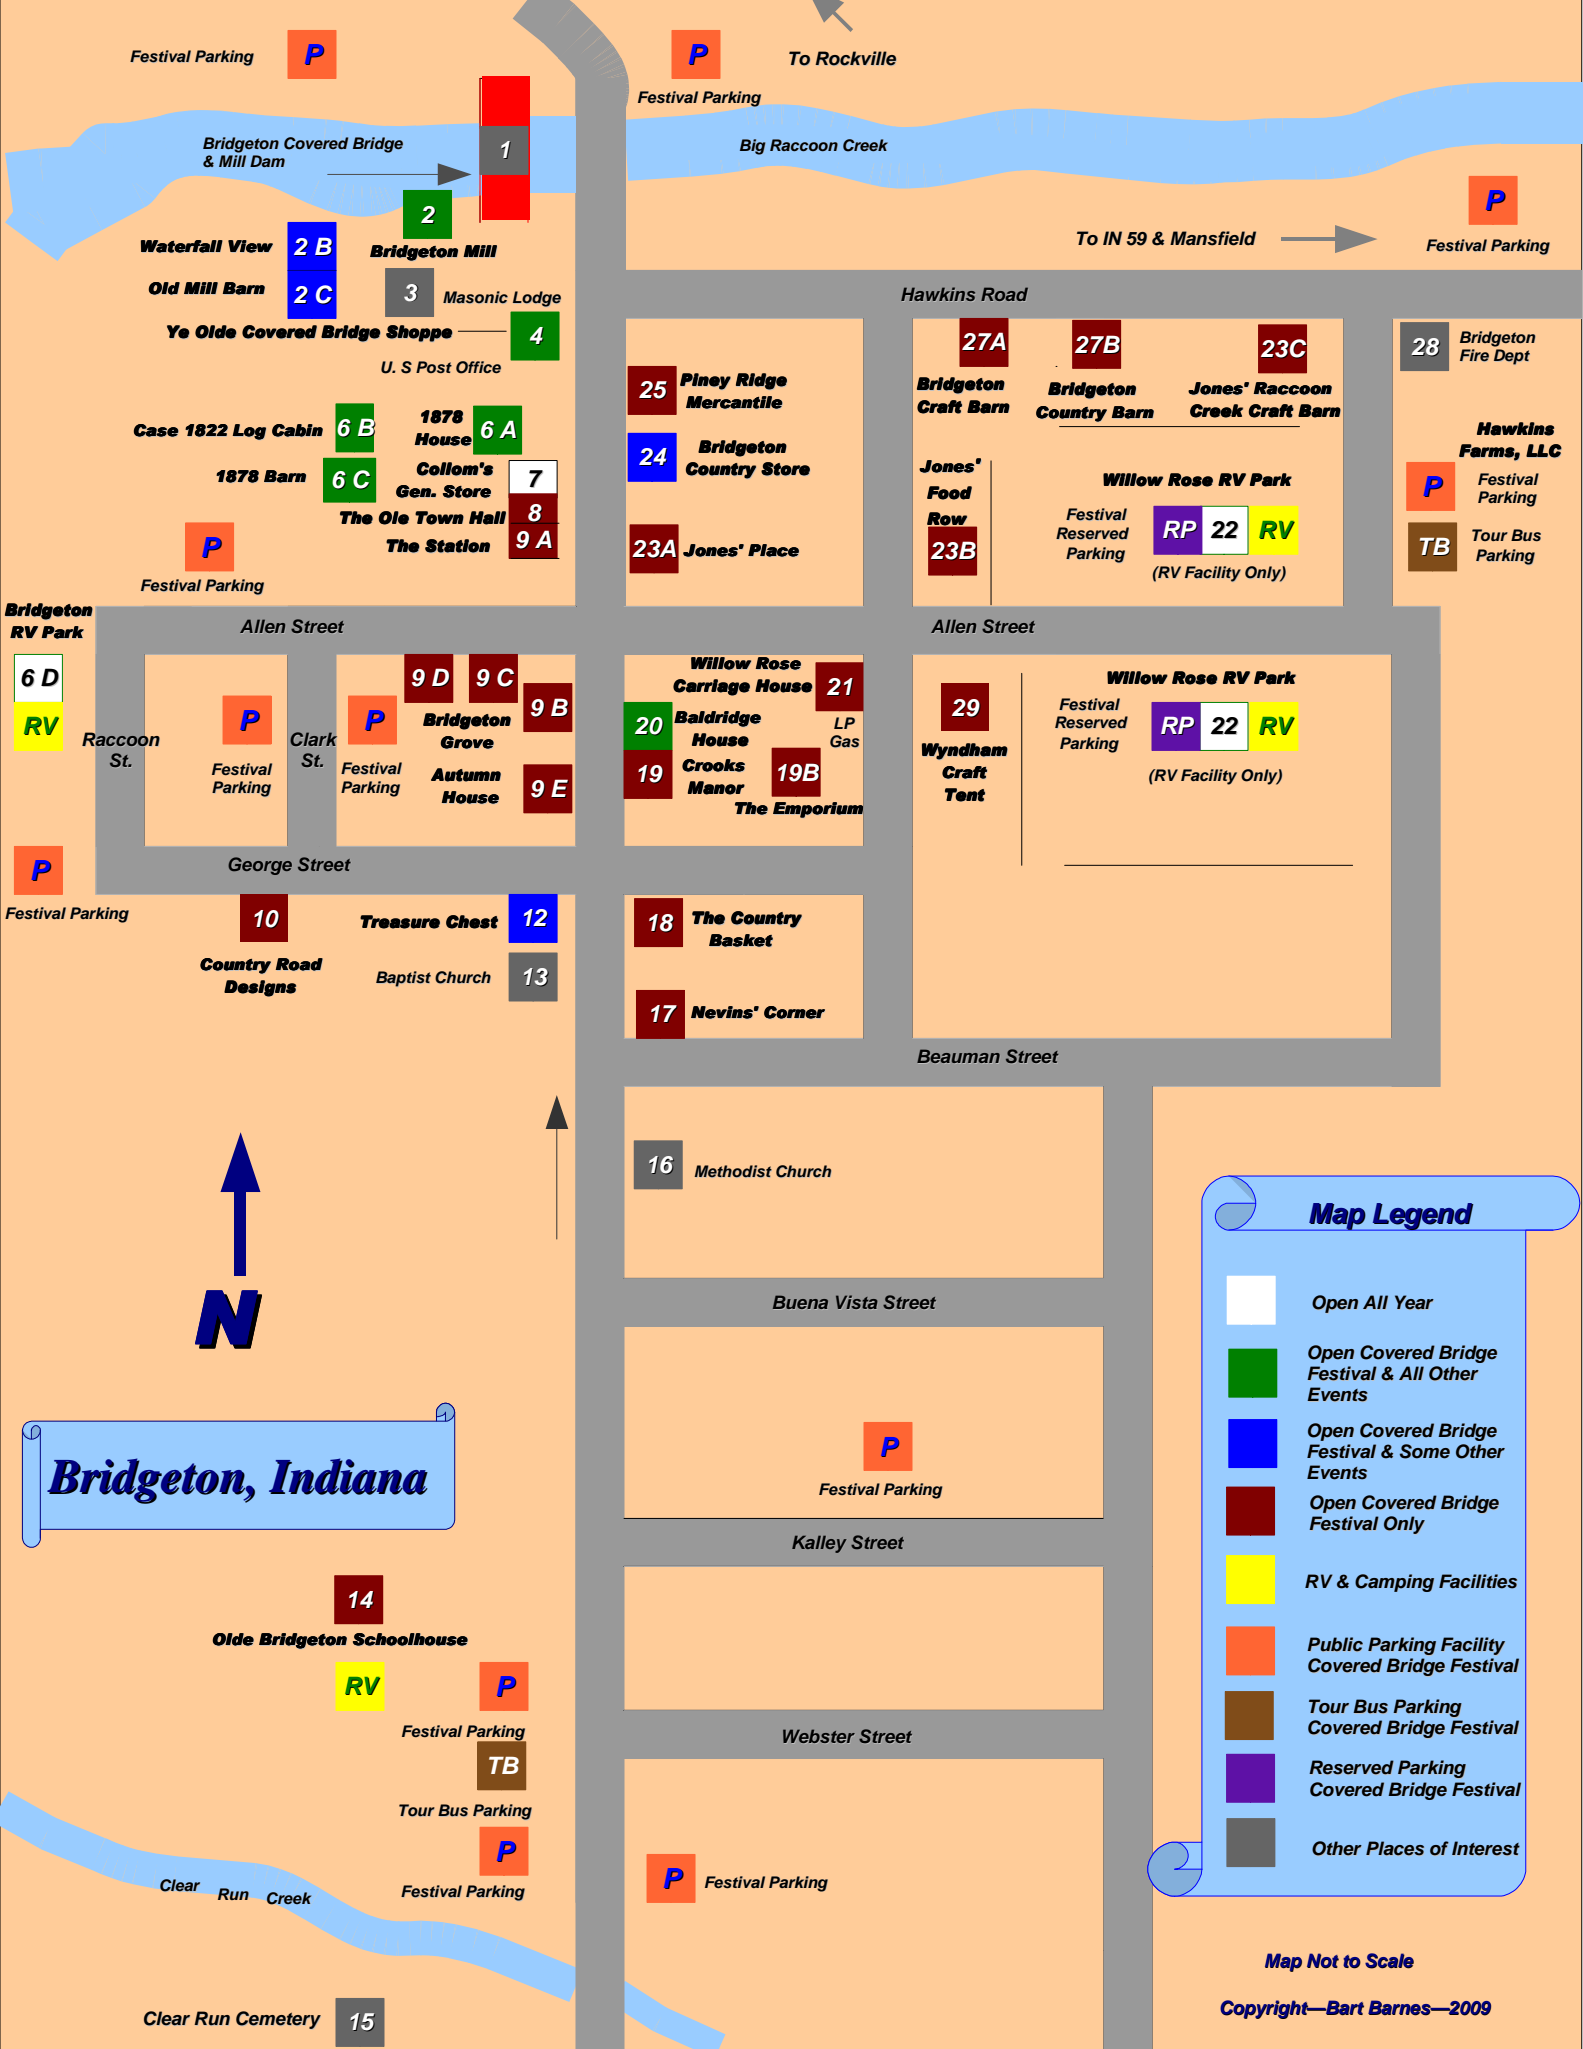 To Rockville
Festival Parking
P
P
Festival Parking
Bridgeton Covered Bridge
& Mill Dam
1
Big Raccoon Creek
P
Festival Parking
To IN 59 & Mansfield
2
Bridgeton Mill
Waterfall View
2 B
Old Mill Barn
2 C
3
Masonic Lodge
Ye Olde Covered Bridge Shoppe
4
U. S Post Office
Hawkins Road
27A
Bridgeton
Craft Barn
27B
Bridgeton
Country Barn
23C
Jones' Raccoon
Creek Craft Barn
28
Bridgeton
Fire Dept
25
Piney Ridge
Mercantile
24
Bridgeton
Country Store
23A
Jones' Place
Case 1822 Log Cabin
6 B
1878
House
6 A
1878 Barn
6 C
Collom's
Gen. Store
7
The Ole Town Hall
8
The Station
9 A
P
Festival Parking
Jones'
Food
Row
23B
Willow Rose RV Park
Festival
Reserved
Parking
RP
22
RV
(RV Facility Only)
Hawkins
Farms, LLC
P
Festival
Parking
TB
Tour Bus
Parking
Bridgeton
RV Park
6 D
RV
Allen Street
Allen Street
Raccoon
St.
P
Festival
Parking
Clark
St.
P
Festival
Parking
9 D
9 C
9 B
Bridgeton
Grove
Autumn
House
9 E
Willow Rose
Carriage House
21
LP
Gas
20
Baldridge
House
19
Crooks
Manor
19B
The Emporium
29
Wyndham
Craft
Tent
Willow Rose RV Park
Festival
Reserved
Parking
RP
22
RV
(RV Facility Only)
P
Festival Parking
George Street
10
Country Road
Designs
Treasure Chest
12
Baptist Church
13
18
The Country
Basket
17
Nevins' Corner
Beauman Street
16
Methodist Church
N
Buena Vista Street
P
Festival Parking
Kalley Street
Bridgeton, Indiana
14
Olde Bridgeton Schoolhouse
RV
P
Festival Parking
TB
Tour Bus Parking
P
Festival Parking
Webster Street
P
Festival Parking
Clear Run Creek
Clear Run Cemetery
15
Map Legend
Open All Year
Open Covered Bridge
Festival & All Other
Events
Open Covered Bridge
Festival & Some Other
Events
Open Covered Bridge
Festival Only
RV & Camping Facilities
Public Parking Facility
Covered Bridge Festival
Tour Bus Parking
Covered Bridge Festival
Reserved Parking
Covered Bridge Festival
Other Places of Interest
Map Not to Scale
Copyright—Bart Barnes—2009